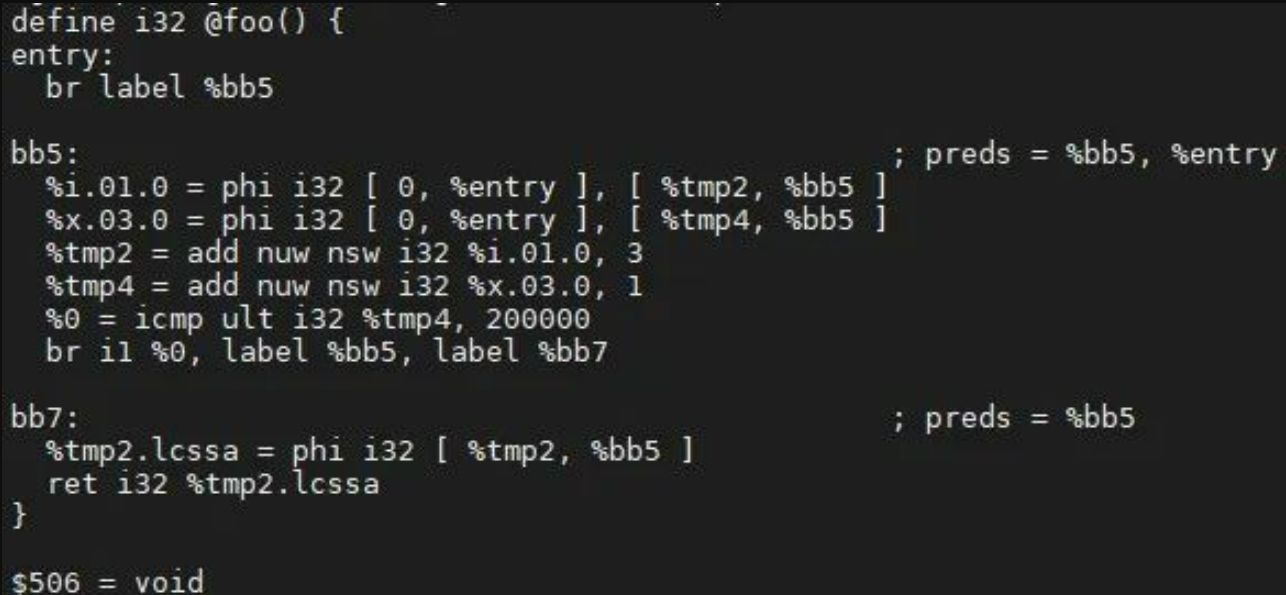 define i32 @foo() {
entry:
  br label %bb5

bb5:                                              ; preds = %bb5, %entry
  %i.01.0 = phi i32 [ 0, %entry ], [ %tmp2, %bb5 ]
  %x.03.0 = phi i32 [ 0, %entry ], [ %tmp4, %bb5 ]
  %tmp2 = add nuw nsw i32 %i.01.0, 3
  %tmp4 = add nuw nsw i32 %x.03.0, 1
  %0 = icmp ult i32 %tmp4, 200000
  br i1 %0, label %bb5, label %bb7

bb7:                                              ; preds = %bb5
  %tmp2.lcssa = phi i32 [ %tmp2, %bb5 ]
  ret i32 %tmp2.lcssa
}

$506 = void